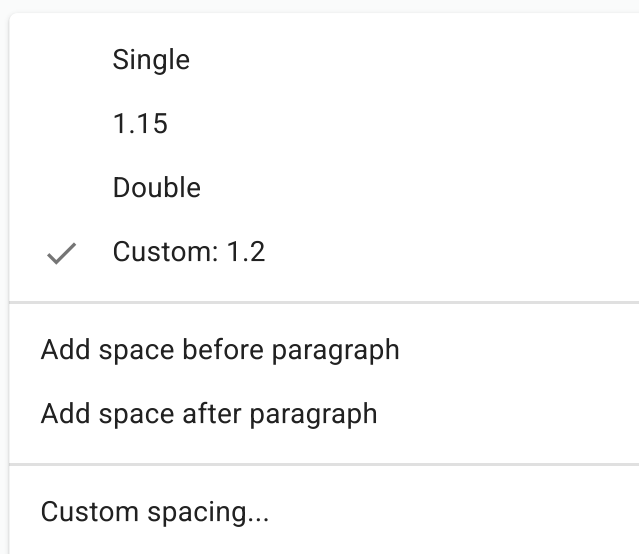 Single
1.15
Double
Custom: 1.2
Add space before paragraph
Add space after paragraph
Custom spacing...